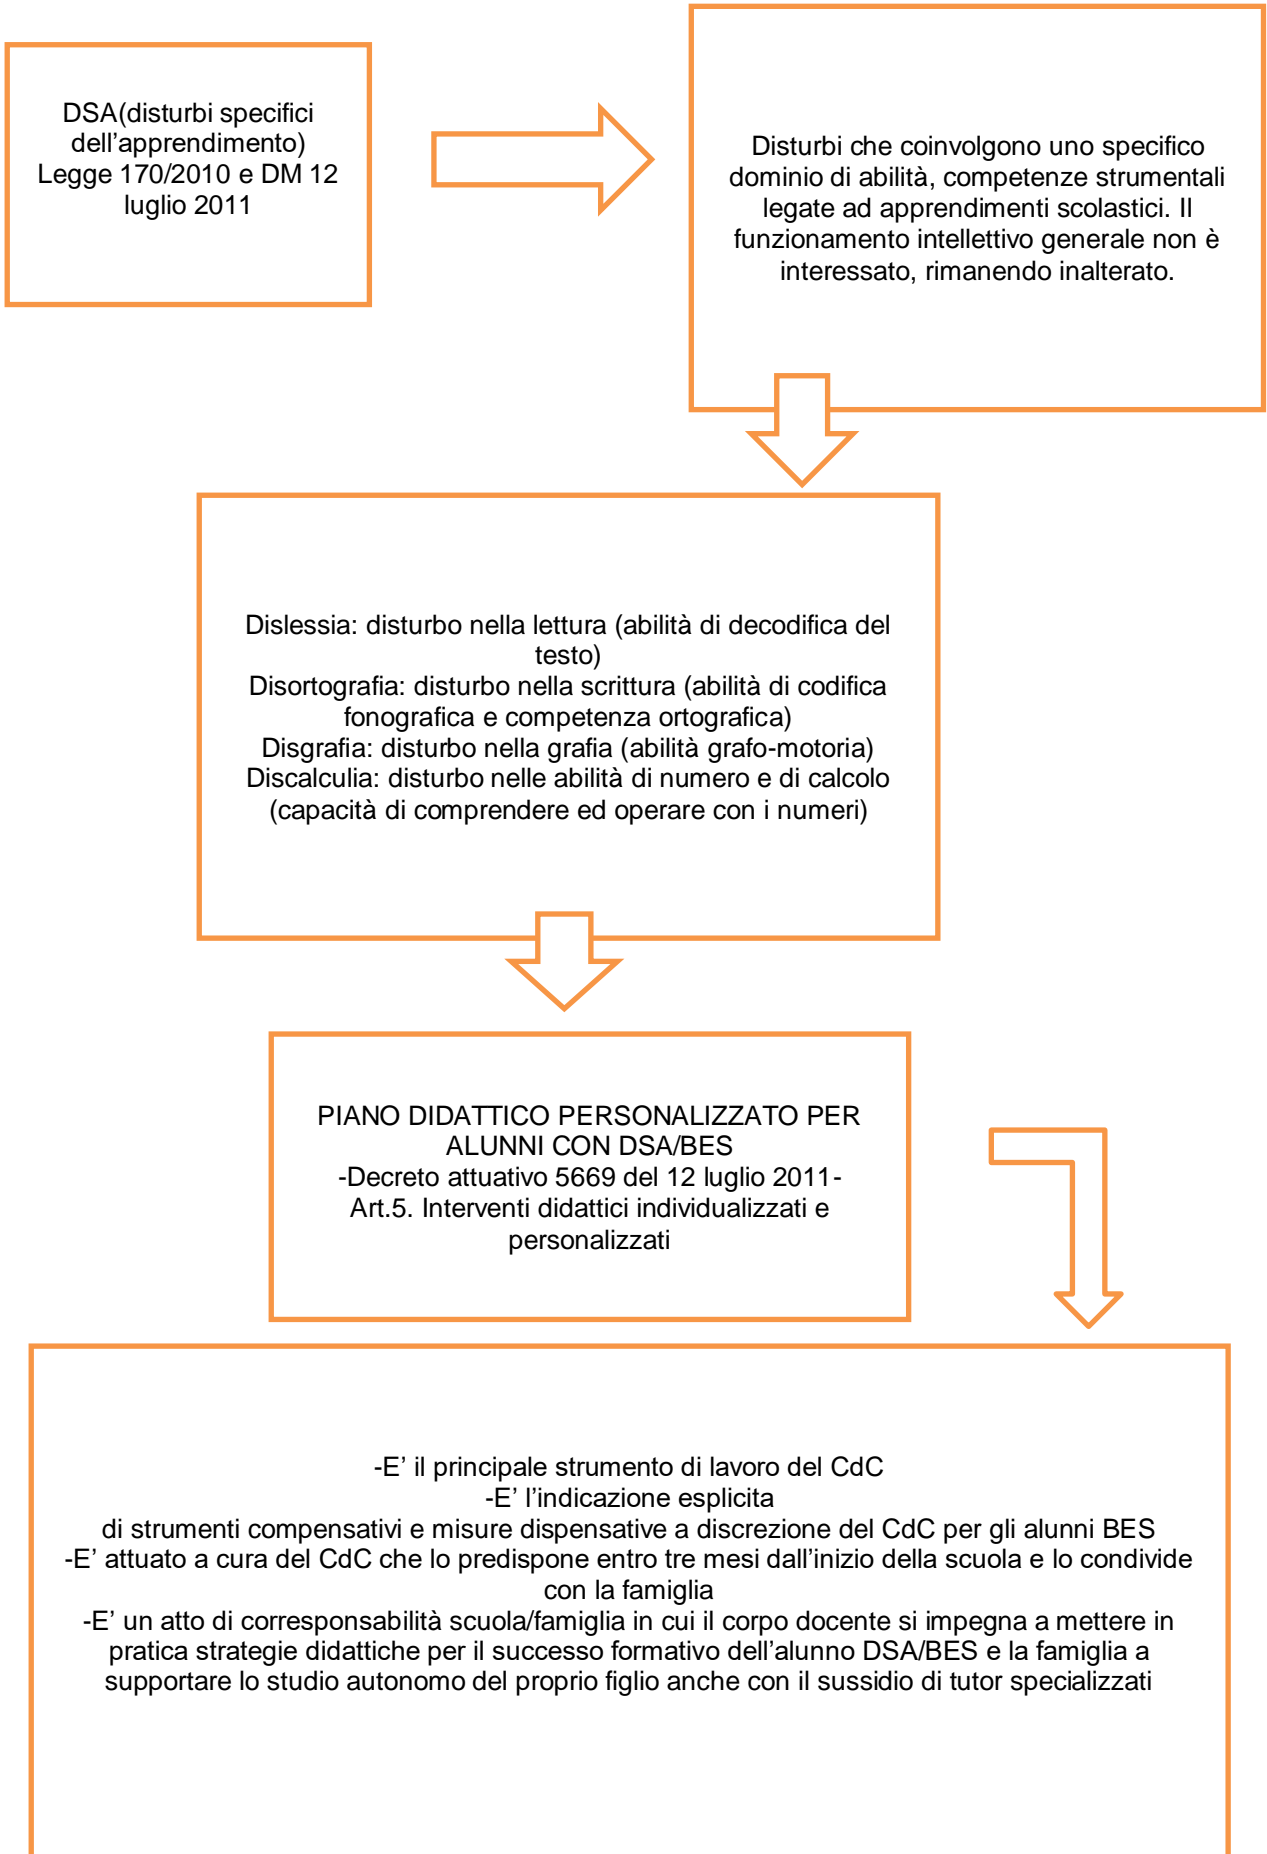 DSA(disturbi specifici
dell’apprendimento)
Legge 170/2010 e DM 12
luglio 2011
Disturbi che coinvolgono uno specifico
dominio di abilità, competenze strumentali
legate ad apprendimenti scolastici. Il
funzionamento intellettivo generale non è
interessato, rimanendo inalterato.
Dislessia: disturbo nella lettura (abilità di decodifica del
testo)
Disortografia: disturbo nella scrittura (abilità di codifica
fonografica e competenza ortografica)
Disgrafia: disturbo nella grafia (abilità grafo-motoria)
Discalculia: disturbo nelle abilità di numero e di calcolo
(capacità di comprendere ed operare con i numeri)
PIANO DIDATTICO PERSONALIZZATO PER
ALUNNI CON DSA/BES
-Decreto attuativo 5669 del 12 luglio 2011-
Art.5. Interventi didattici individualizzati e
personalizzati
-E’ il principale strumento di lavoro del CdC
-E’ l’indicazione esplicita
di strumenti compensativi e misure dispensative a discrezione del CdC per gli alunni BES
-E’ attuato a cura del CdC che lo predispone entro tre mesi dall’inizio della scuola e lo condivide
con la famiglia
-E’ un atto di corresponsabilità scuola/famiglia in cui il corpo docente si impegna a mettere in
pratica strategie didattiche per il successo formativo dell’alunno DSA/BES e la famiglia a
supportare lo studio autonomo del proprio figlio anche con il sussidio di tutor specializzati